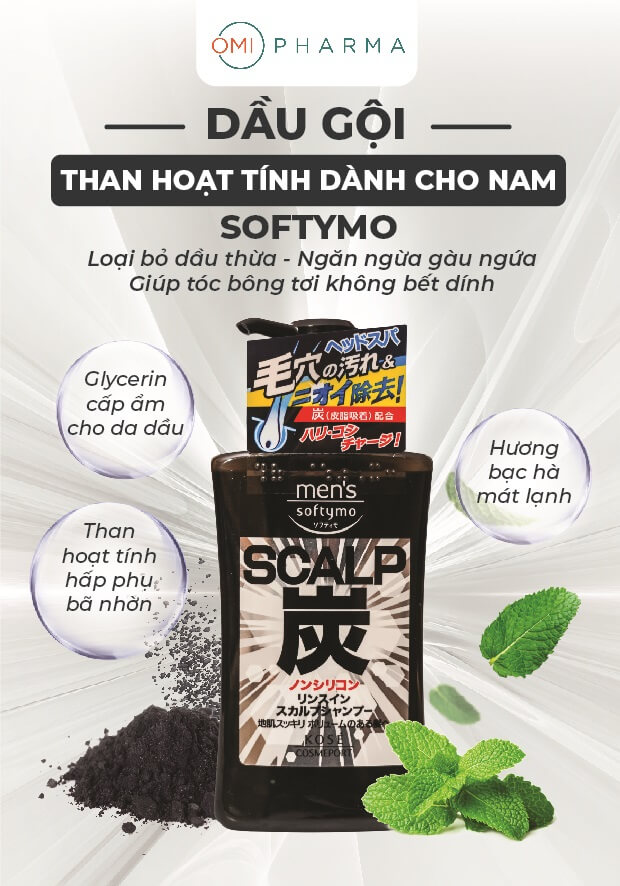 OMI PHARMA
DẦU GỘI
THAN HOẠT TÍNH DÀNH CHO NAM
SOFTYMO
Loại bỏ dầu thừa - Ngăn ngừa gàu ngứa
Giúp tóc bông tơi không bết dính
Glycerin
cấp ẩm
cho da dầu
Than
hoạt tính
hấp phụ
bã nhờn
Hương
bạc hà
mát lạnh
ヘッドスパ
毛穴の汚れ&
ニオイ除去!
炭(皮脂吸着)配合
ハリ・コシ
チャージ!
men's
softymo
ソフティモ
SCALP
炭
ノンシリコン
リンスイン
スカルプシャンプー
地肌スッキリ ボリュームのある
KOSE
COSMEPORT